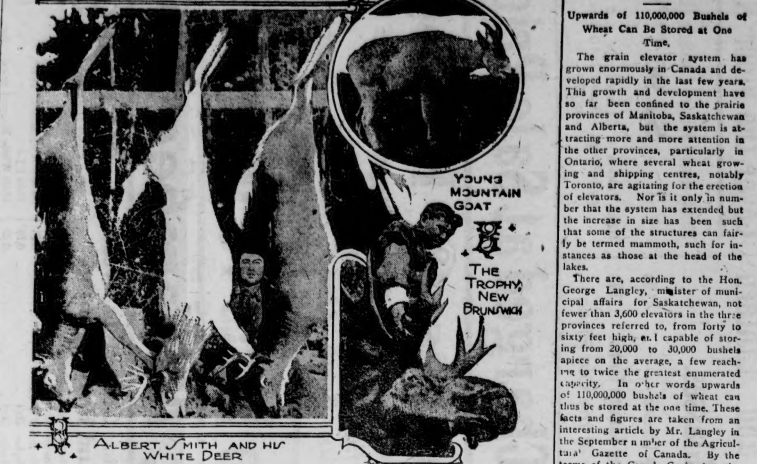 YOUNG
MOUNTAIN
GOAT
THE
TROPHY,
NEW
BRUNSWICK
ALBERT SMITH AND HIS
WHITE DEER
Upwards of 110,000,000 Bushels of
Wheat Can Be Stored at One
Time.
The grain elevator system has
grown enormously in Canada and de-
veloped rapidly in the last few years.
This growth and development have
so far been confined to the prairie
provinces of Manitoba, Saskatchewan
and Alberta, but the system is at-
tracting more and more attention in
the other provinces, particularly in
Ontario, where several wheat grow-
ing and shipping centres, notably
Toronto, are agitating for the erection
of elevators. Nor is it only in num-
ber that the system has extended but
the increase in size has been such
that some of the structures can fair-
ly be termed mammoth, such for in-
stances as those at the head of the
lakes.
There are, according to the Hon.
George Langley, minister of muni-
cipal affairs for Saskatchewan, not
fewer than 3,600 elevators in the three
provinces referred to, from forty to
sixty feet high, and capable of stor-
ing from 20,000 to 30,000 bushels
apiece on the average, a few reach-
ing to twice the greatest enumerated
capacity. In other words upwards
of 110,000,000 bushels of wheat can
thus be stored at the one time. These
facts and figures are taken from an
interesting article by Mr. Langley in
the September number of the Agricul-
tural Gazette of Canada. By the